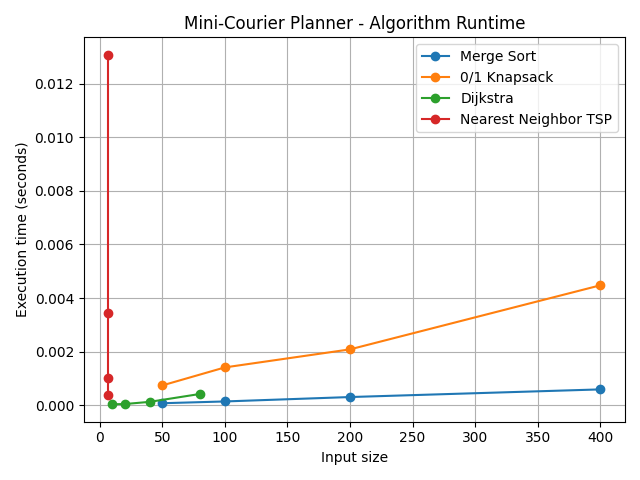 Mini-Courier Planner - Algorithm Runtime
Merge Sort
0/1 Knapsack
Dijkstra
Nearest Neighbor TSP
Execution time (seconds)
0.012
0.010
0.008
0.006
0.004
0.002
0.000
0 50 100 150 200 250 300 350 400
Input size